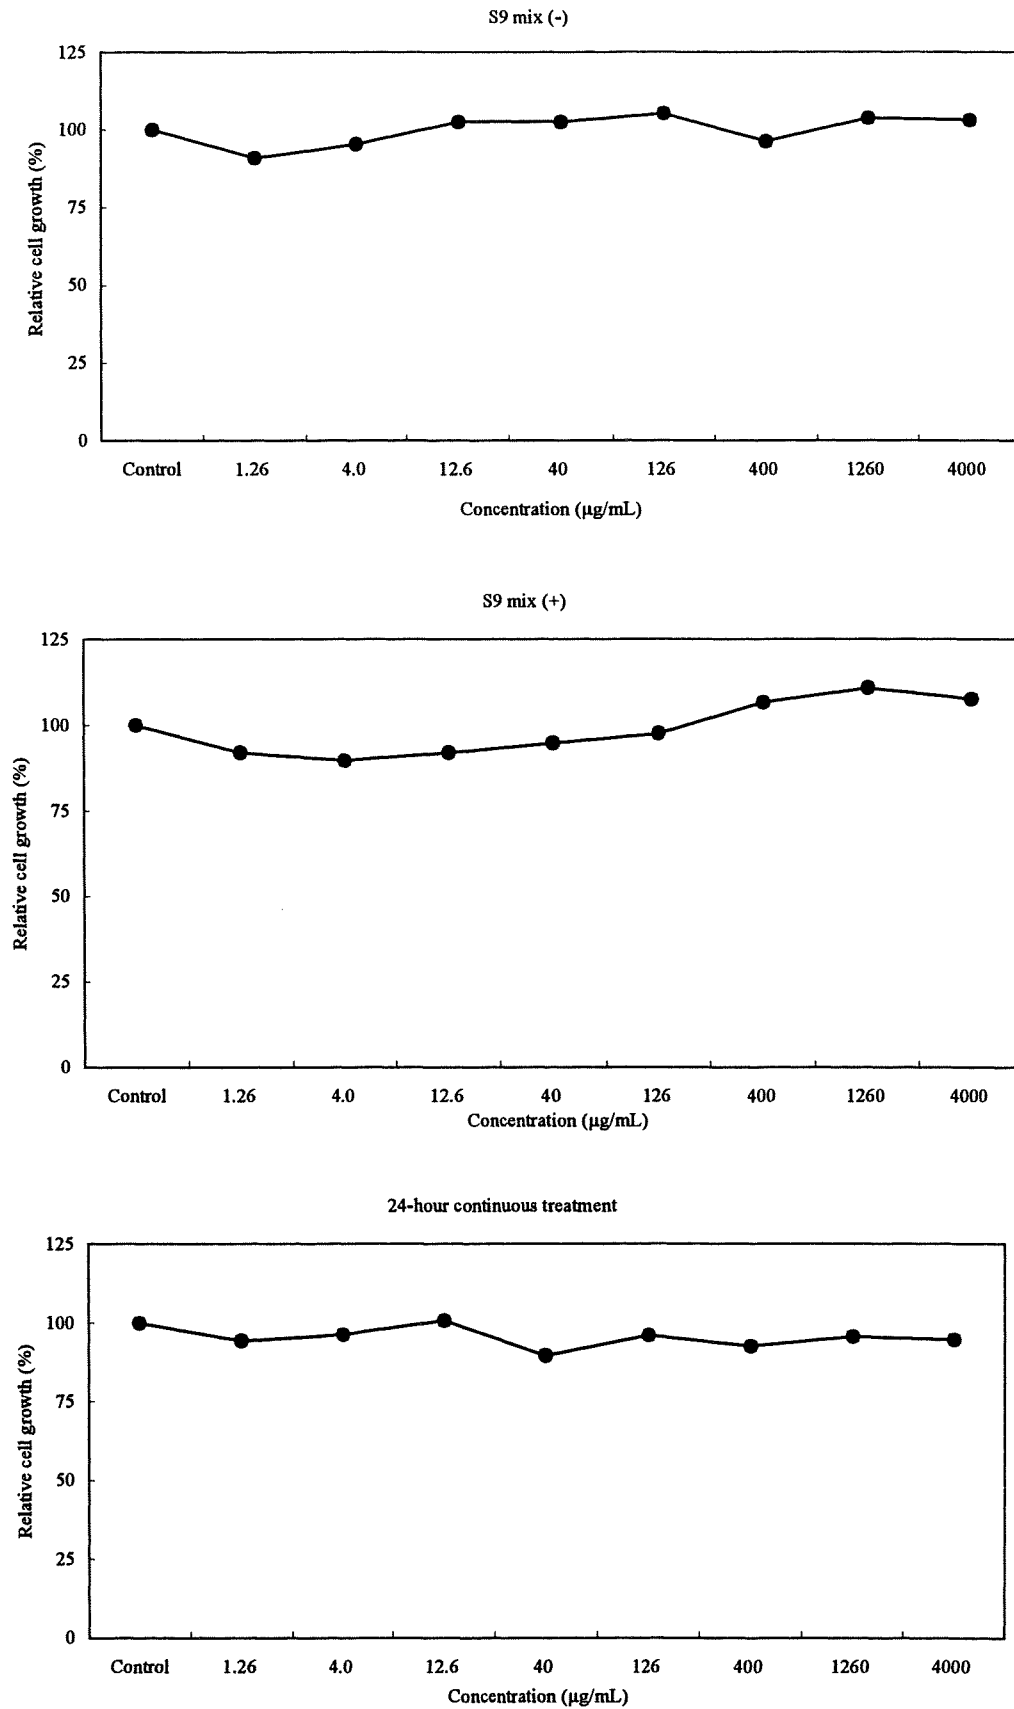 S9 mix (-)
125
100
75
50
25
0
Relative cell growth (%)
Control 1.26 4.0 12.6 40 126 400 1260 4000
Concentration (µg/mL)
S9 mix (+)
125
100
75
50
25
0
Relative cell growth (%)
Control 1.26 4.0 12.6 40 126 400 1260 4000
Concentration (µg/mL)
24-hour continuous treatment
125
100
75
50
25
0
Relative cell growth (%)
Control 1.26 4.0 12.6 40 126 400 1260 4000
Concentration (µg/mL)